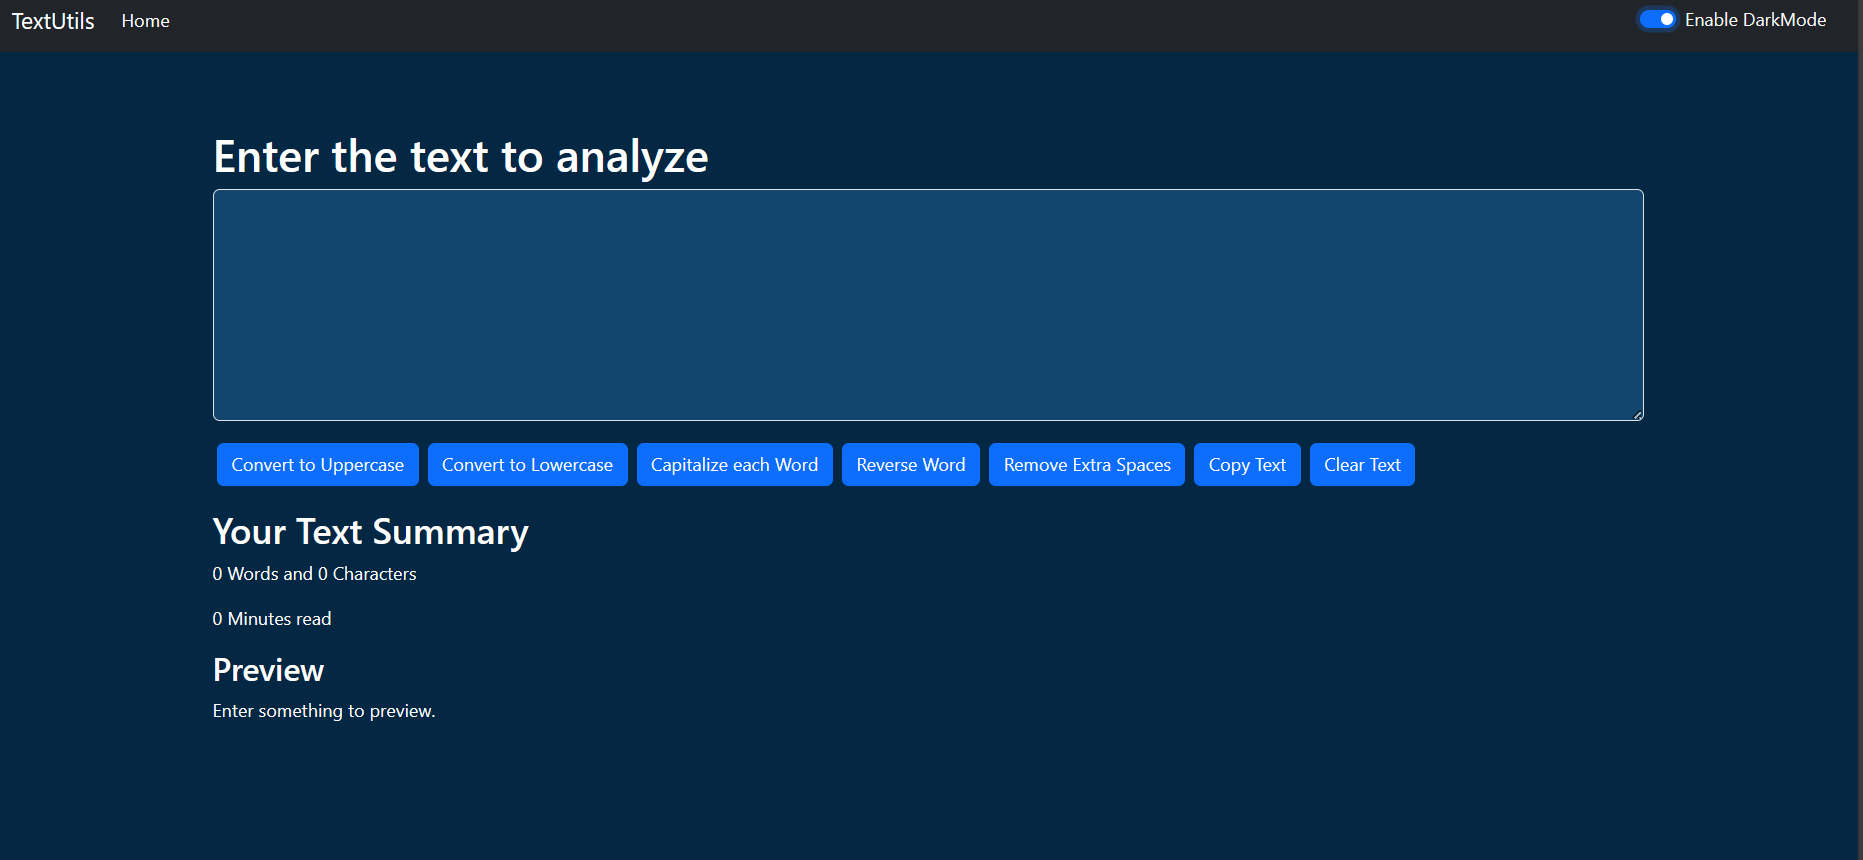 TextUtils Home Enable DarkMode
Enter the text to analyze
Convert to Uppercase Convert to Lowercase Capitalize each Word Reverse Word Remove Extra Spaces Copy Text Clear Text
Your Text Summary
0 Words and 0 Characters
0 Minutes read
Preview
Enter something to preview.